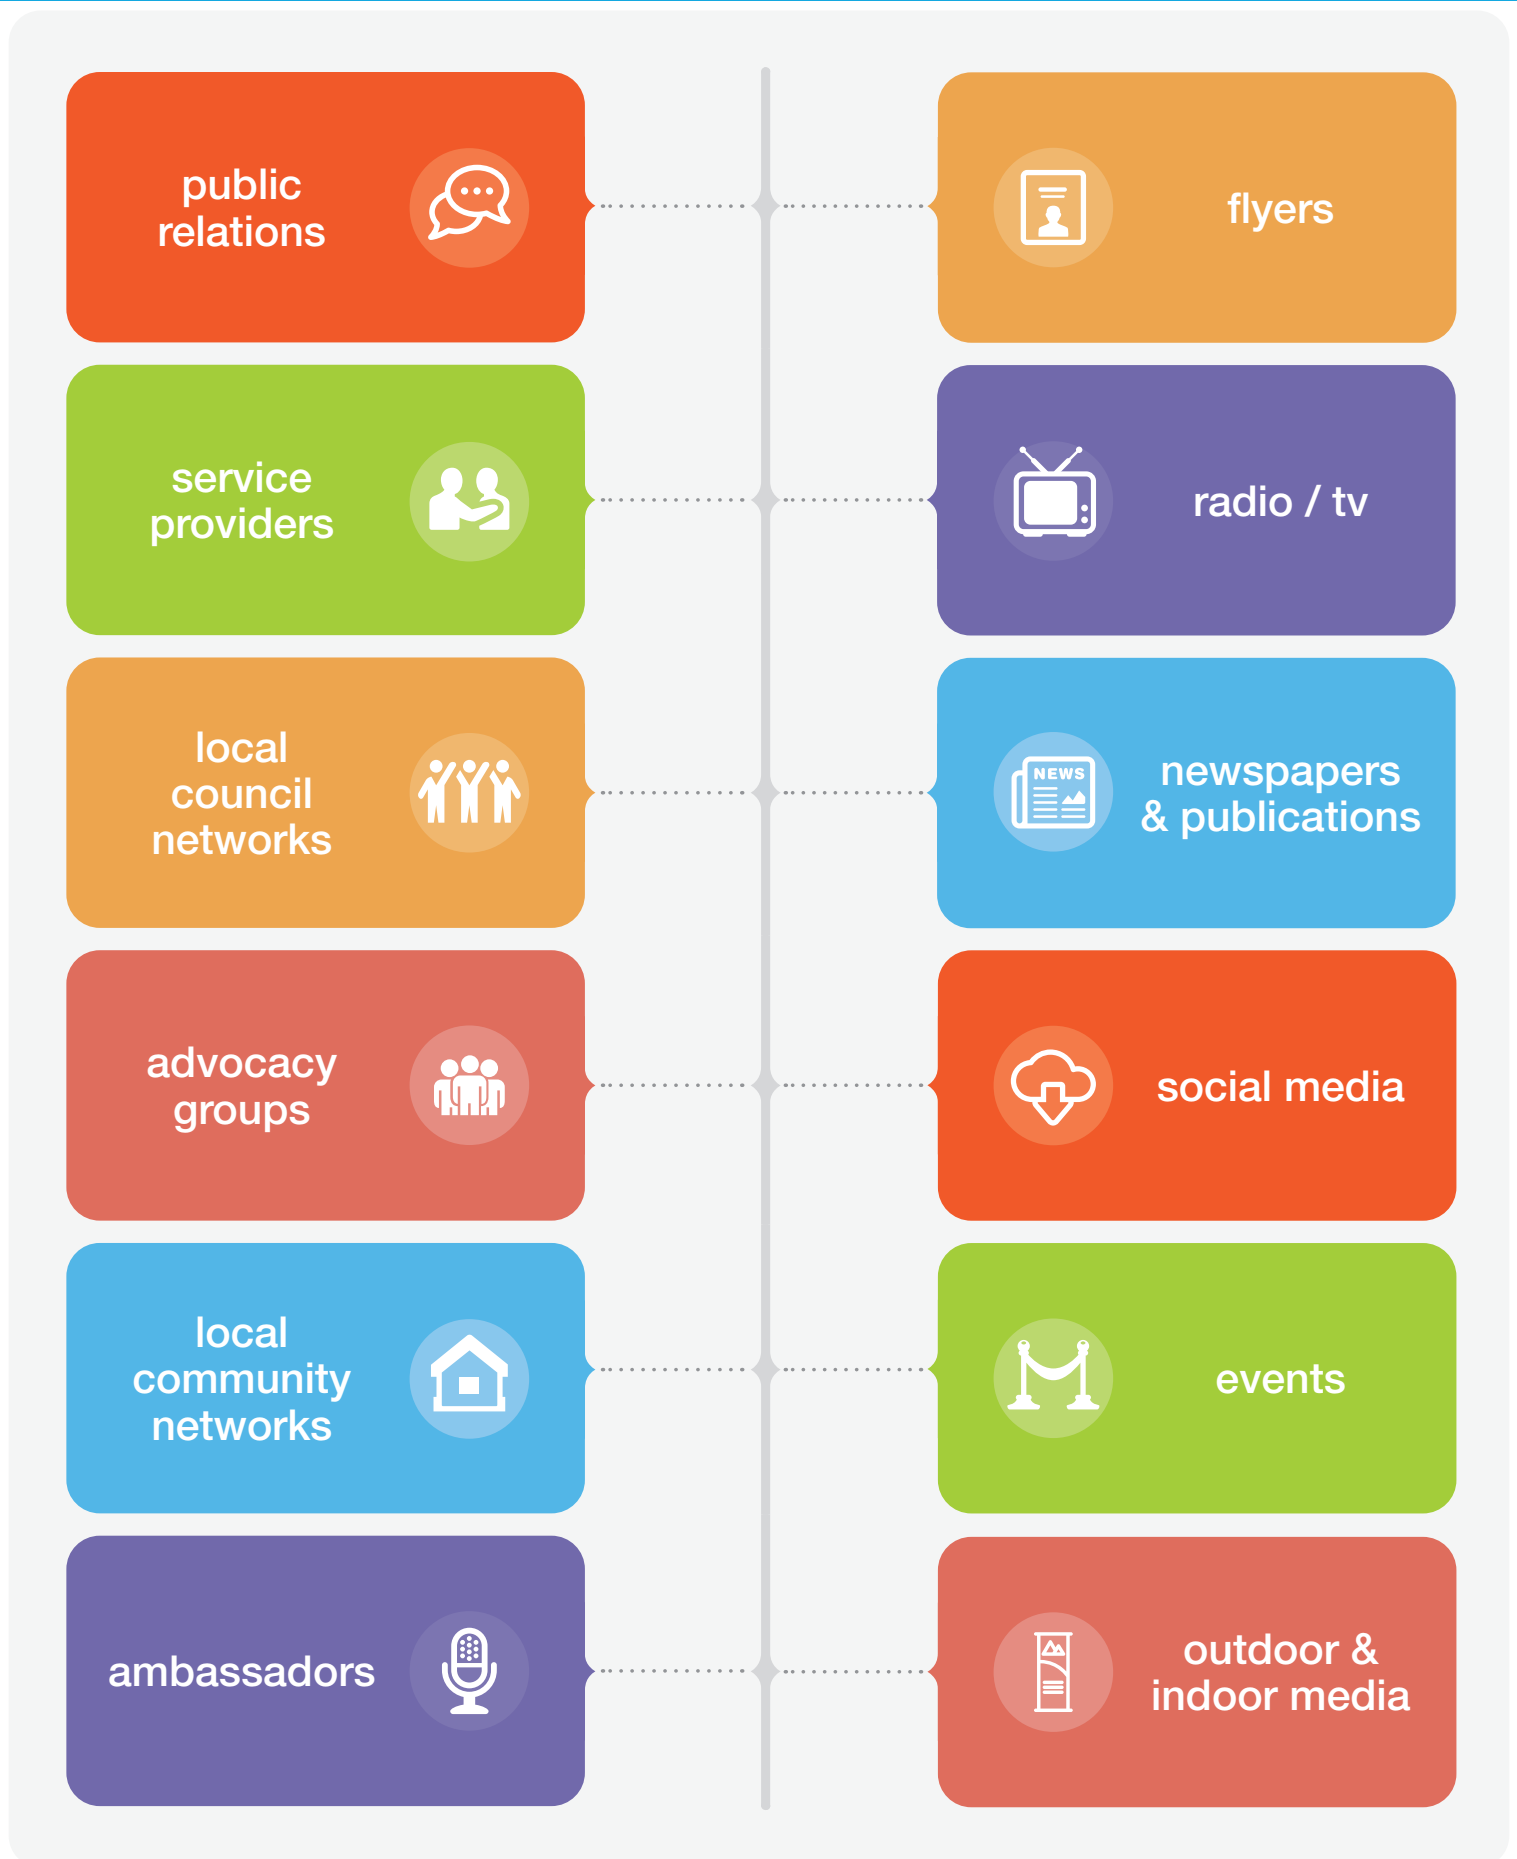 public
relations
flyers
service
providers
radio / tv
local
council
networks
NEWS
newspapers
& publications
advocacy
groups
social media
local
community
networks
events
ambassadors
outdoor &
indoor media